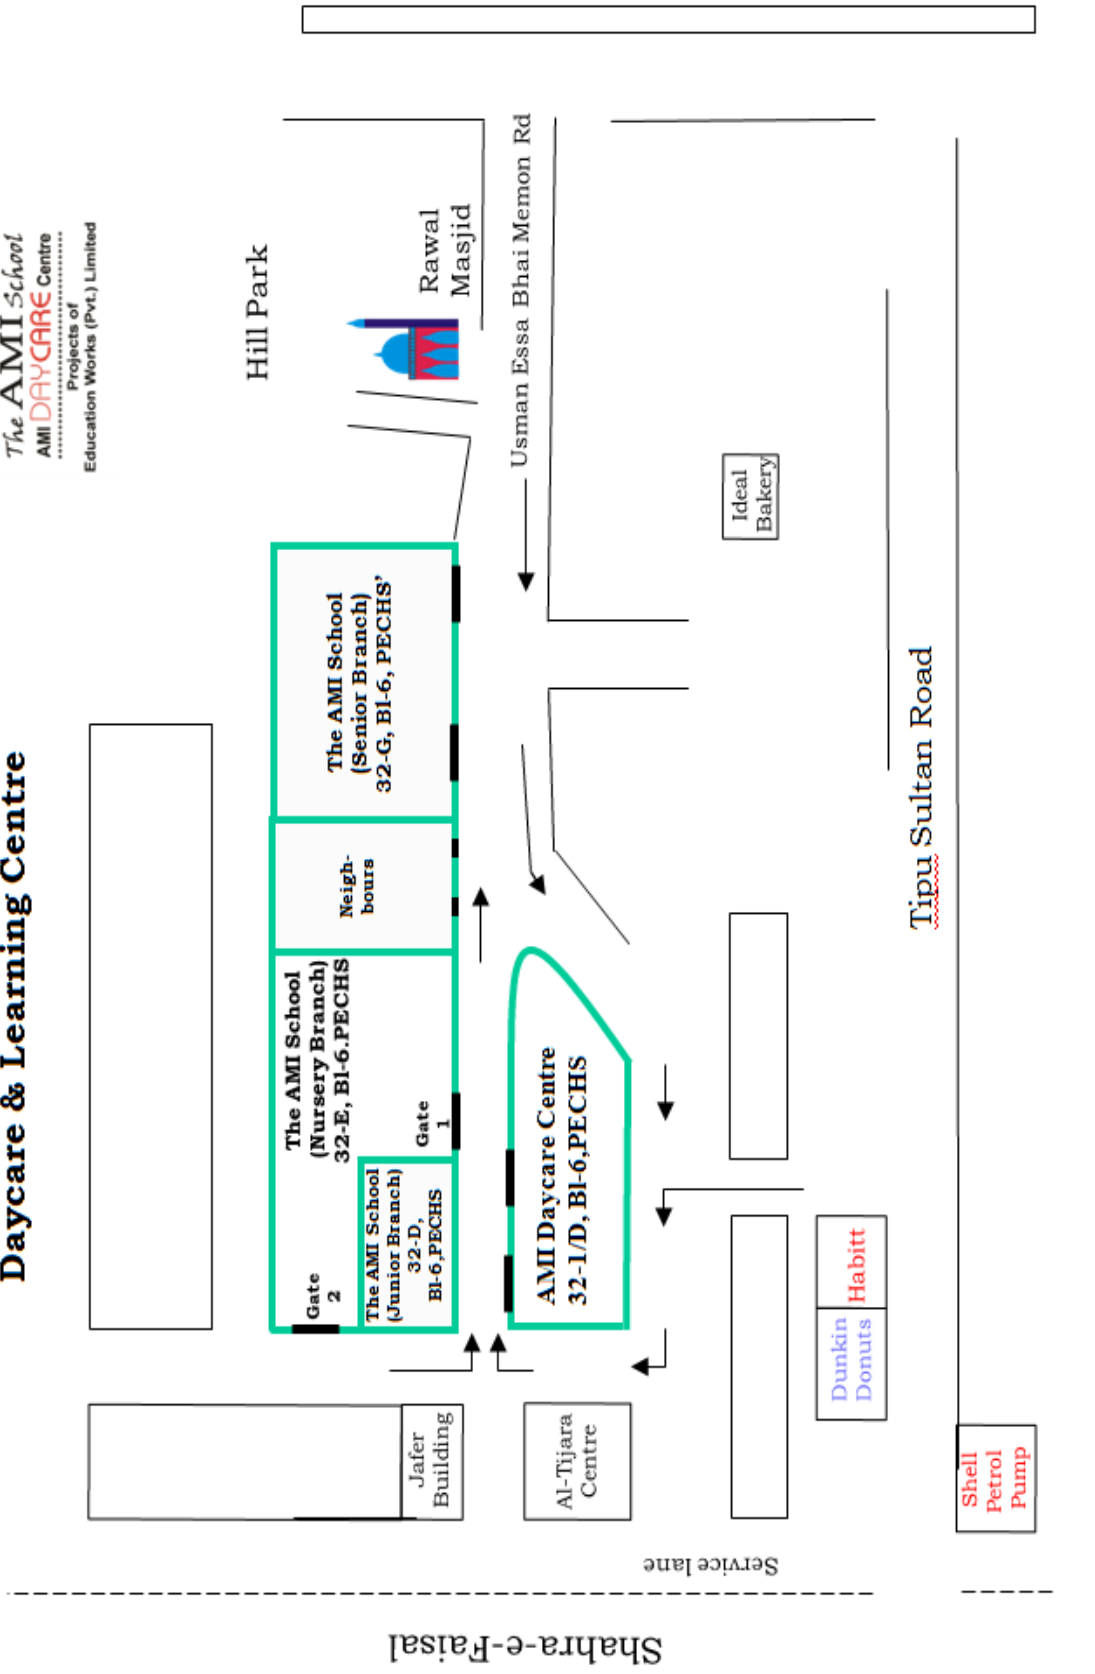 The AMI School
AMI DAYCARE Centre
Projects of
Education Works (Pvt.) Limited
Daycare & Learning Centre
Hill Park
Rawal
Masjid
Usman Essa Bhai Memon Rd
The AMI School
(Senior Branch)
32-G, Bl-6, PECHS'
Neigh-
bours
The AMI School
(Nursery Branch)
32-E, Bl-6.PECHS
Gate
1
Gate
2
The AMI School
(Junior Branch)
32-D,
Bl-6,PECHS
AMI Daycare Centre
32-1/D, Bl-6,PECHS
Ideal
Bakery
Tipu Sultan Road
Habitt
Dunkin
Donuts
Jafer
Building
Al-Tijara
Centre
Shell
Petrol
Pump
Service lane
Shahra-e-Faisal